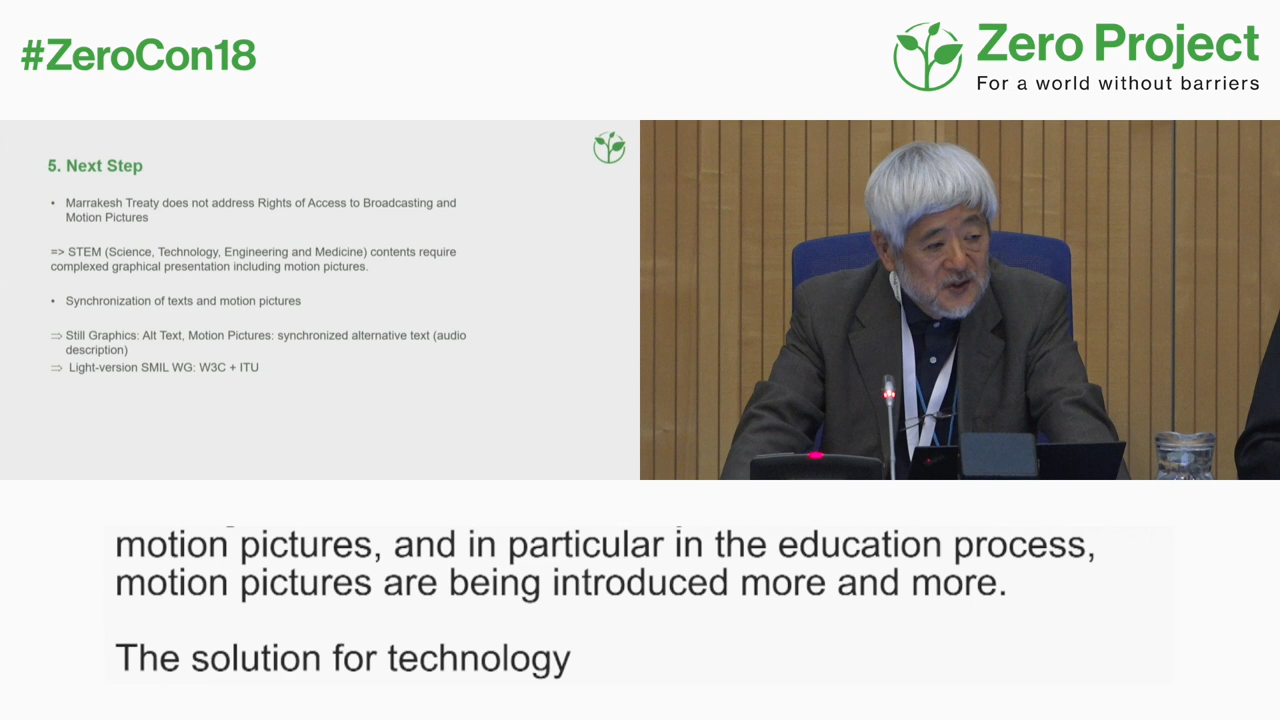 #ZeroCon18
Zero Project
For a world without barriers
5. Next Step
• Marrakesh Treaty does not address Rights of Access to Broadcasting and
Motion Pictures
=> STEM (Science, Technology, Engineering and Medicine) contents require
complexed graphical presentation including motion pictures.
• Synchronization of texts and motion pictures
⇒ Still Graphics: Alt Text, Motion Pictures: synchronized alternative text (audio
description)
⇒ Light-version SMIL WG: W3C + ITU
motion pictures, and in particular in the education process,
motion pictures are being introduced more and more.
The solution for technology